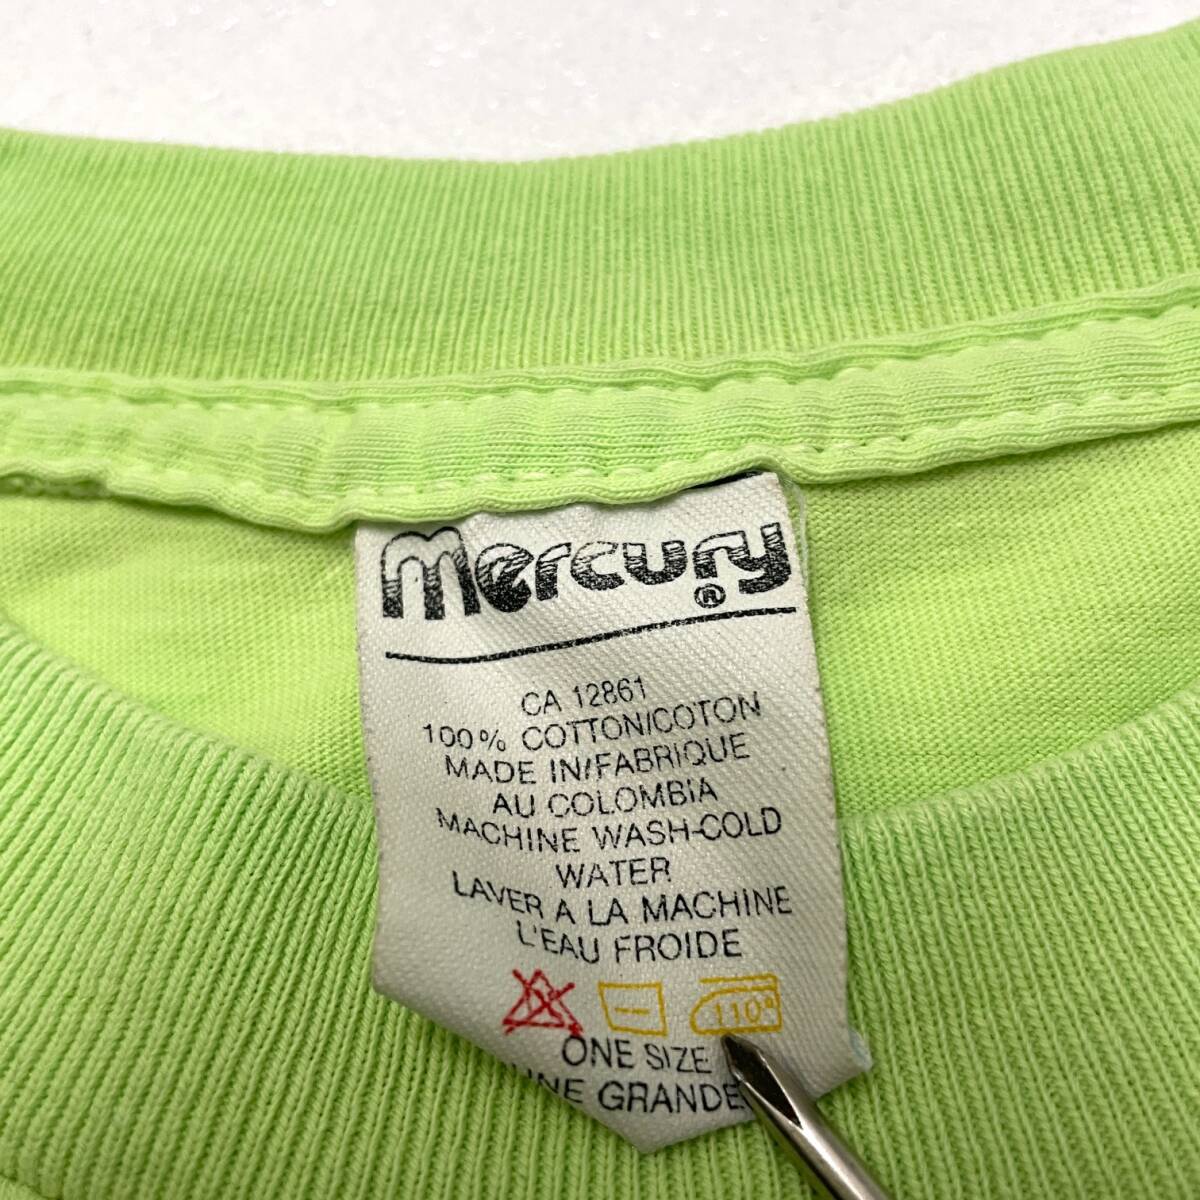 mercury®
CA 12861
100% COTTON/COTON
MADE IN/FABRIQUE
AU COLOMBIA
MACHINE WASH-COLD
WATER
LAVER A LA MACHINE
L'EAU FROIDE
110°
ONE SIZE
UNE GRANDE